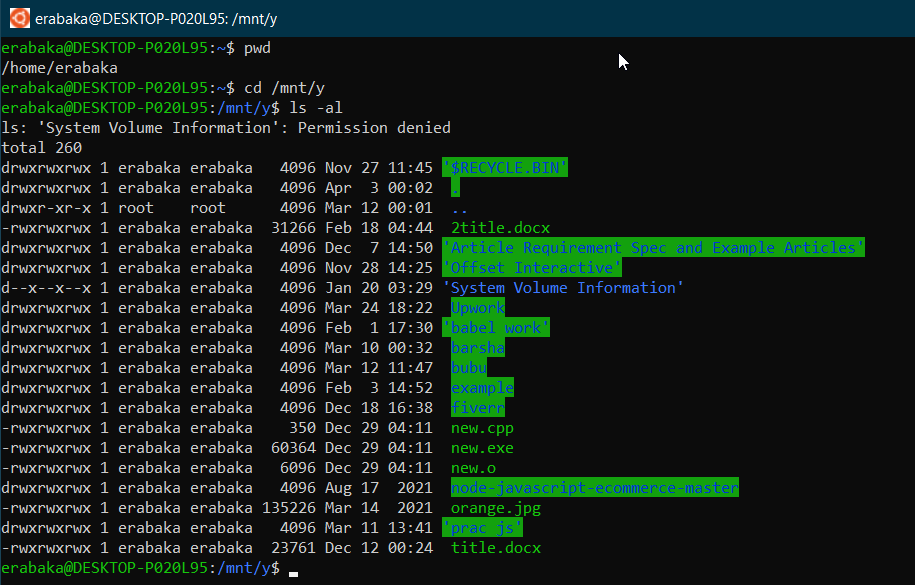 erabaka@DESKTOP-P020L95: /mnt/y
erabaka@DESKTOP-P020L95:~$ pwd
/home/erabaka
erabaka@DESKTOP-P020L95:~$ cd /mnt/y
erabaka@DESKTOP-P020L95:/mnt/y$ ls -al
ls: 'System Volume Information': Permission denied
total 260
drwxrwxrwx 1 erabaka erabaka   4096 Nov 27 11:45 '$RECYCLE.BIN'
drwxrwxrwx 1 erabaka erabaka   4096 Apr  3 00:02  .
drwxr-xr-x 1 root    root      4096 Mar 12 00:01  ..
-rwxrwxrwx 1 erabaka erabaka  31266 Feb 18 04:44  2title.docx
drwxrwxrwx 1 erabaka erabaka   4096 Dec  7 14:50 'Article Requirement Spec and Example Articles'
drwxrwxrwx 1 erabaka erabaka   4096 Nov 28 14:25 'Offset Interactive'
d--x--x--x 1 erabaka erabaka   4096 Jan 20 03:29 'System Volume Information'
drwxrwxrwx 1 erabaka erabaka   4096 Mar 24 18:22  Upwork
drwxrwxrwx 1 erabaka erabaka   4096 Feb  1 17:30 'babel work'
drwxrwxrwx 1 erabaka erabaka   4096 Mar 10 00:32  barsha
drwxrwxrwx 1 erabaka erabaka   4096 Mar 12 11:47  bubu
drwxrwxrwx 1 erabaka erabaka   4096 Feb  3 14:52  example
drwxrwxrwx 1 erabaka erabaka   4096 Dec 18 16:38  fiverr
-rwxrwxrwx 1 erabaka erabaka    350 Dec 29 04:11  new.cpp
-rwxrwxrwx 1 erabaka erabaka  60364 Dec 29 04:11  new.exe
-rwxrwxrwx 1 erabaka erabaka   6096 Dec 29 04:11  new.o
drwxrwxrwx 1 erabaka erabaka   4096 Aug 17  2021  node-javascript-ecommerce-master
-rwxrwxrwx 1 erabaka erabaka 135226 Mar 14  2021  orange.jpg
drwxrwxrwx 1 erabaka erabaka   4096 Mar 11 13:41 'prac js'
-rwxrwxrwx 1 erabaka erabaka  23761 Dec 12 00:24  title.docx
erabaka@DESKTOP-P020L95:/mnt/y$